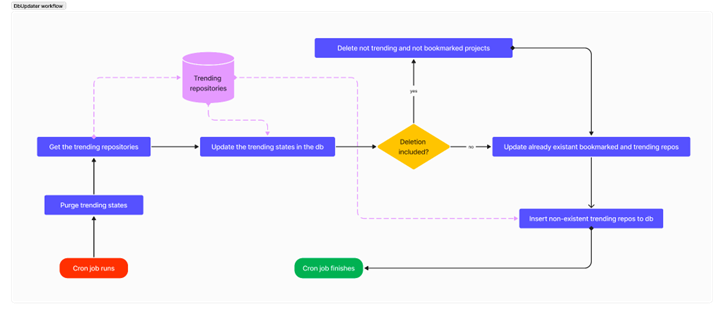 DbUpdater workflow
Delete not trending and not bookmarked projects
Trending
repositories
yes
Get the trending repositories
Update the trending states in the db
Deletion
included?
no
Update already existant bookmarked and trending repos
Purge trending states
Insert non-existent trending repos to db
Cron job runs
Cron job finishes